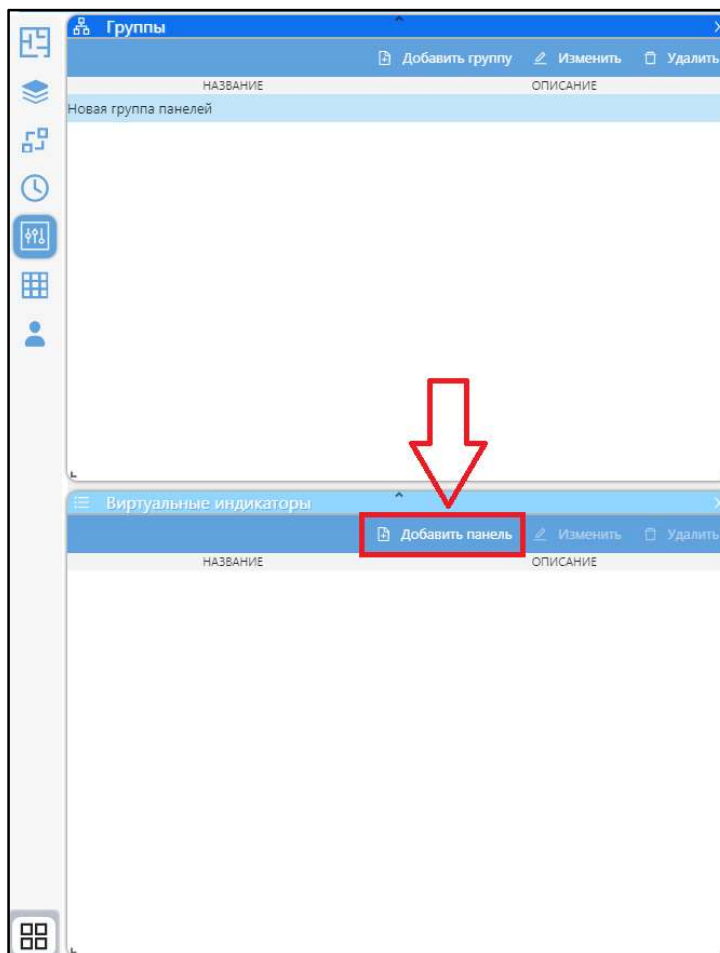 Группы
Добавить группу Изменить Удалить
НАЗВАНИЕ ОПИСАНИЕ
Новая группа панелей
Виртуальные индикаторы
Добавить панель Изменить Удалить
НАЗВАНИЕ ОПИСАНИЕ